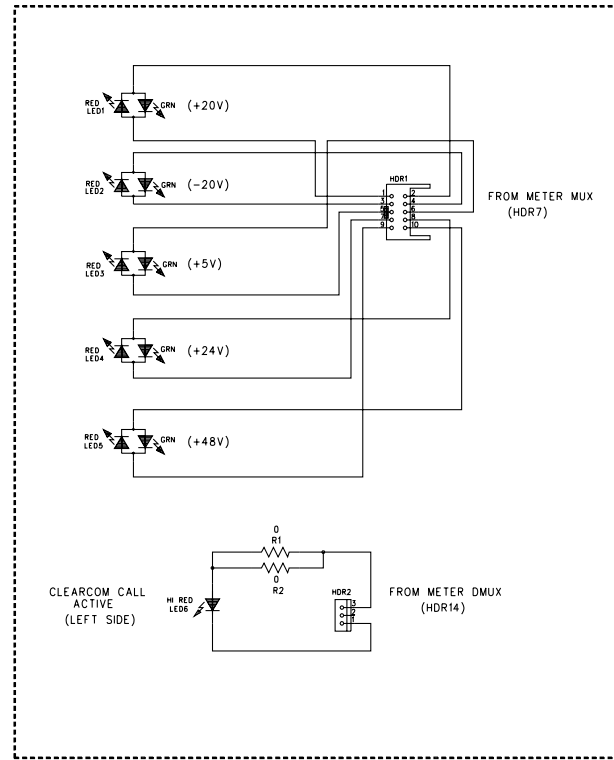 RED
LED1
GRN (+20V)
RED
LED2
GRN (-20V)
HDR1
1 2
3 4
6
8
9 10
FROM METER MUX
(HDR7)
RED
LED3
GRN (+5V)
RED
LED4
GRN (+24V)
RED
LED5
GRN (+48V)
0
R1
0
R2
CLEARCOM CALL
ACTIVE
(LEFT SIDE)
HI RED
LED6
HDR2
3
2
1
FROM METER DMUX
(HDR14)